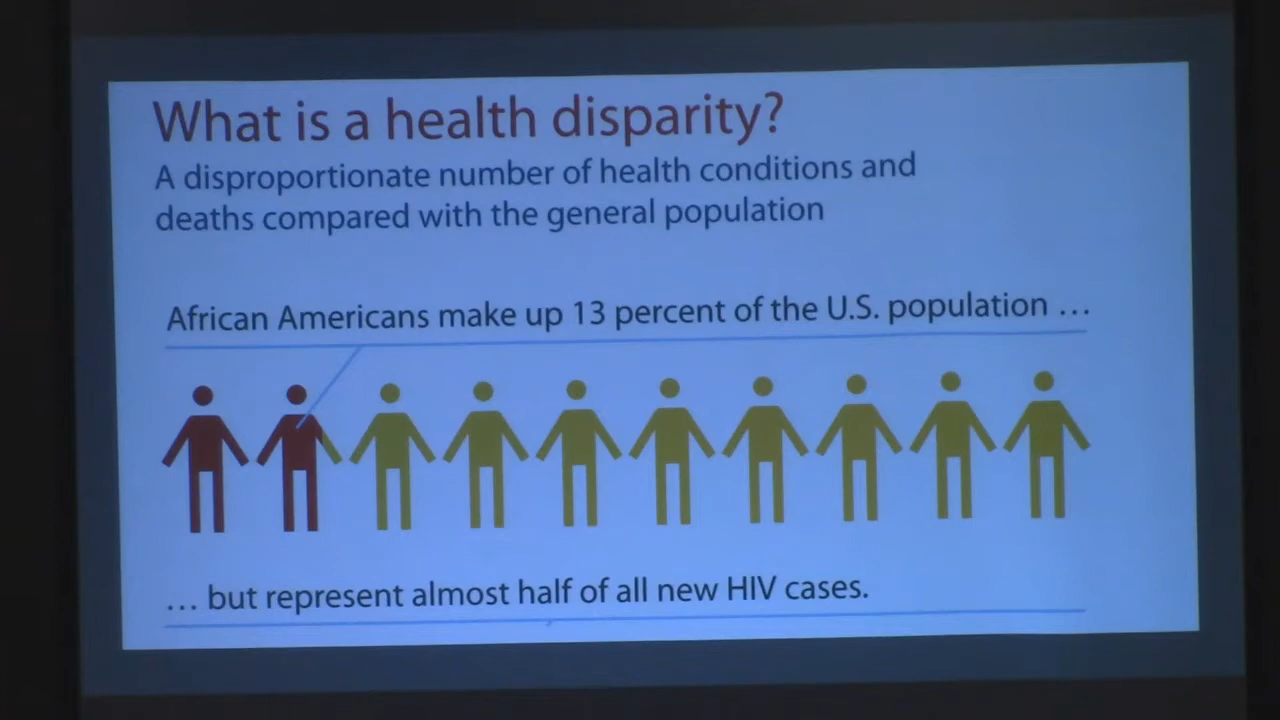 What is a health disparity?
A disproportionate number of health conditions and
deaths compared with the general population
African Americans make up 13 percent of the U.S. population …
… but represent almost half of all new HIV cases.